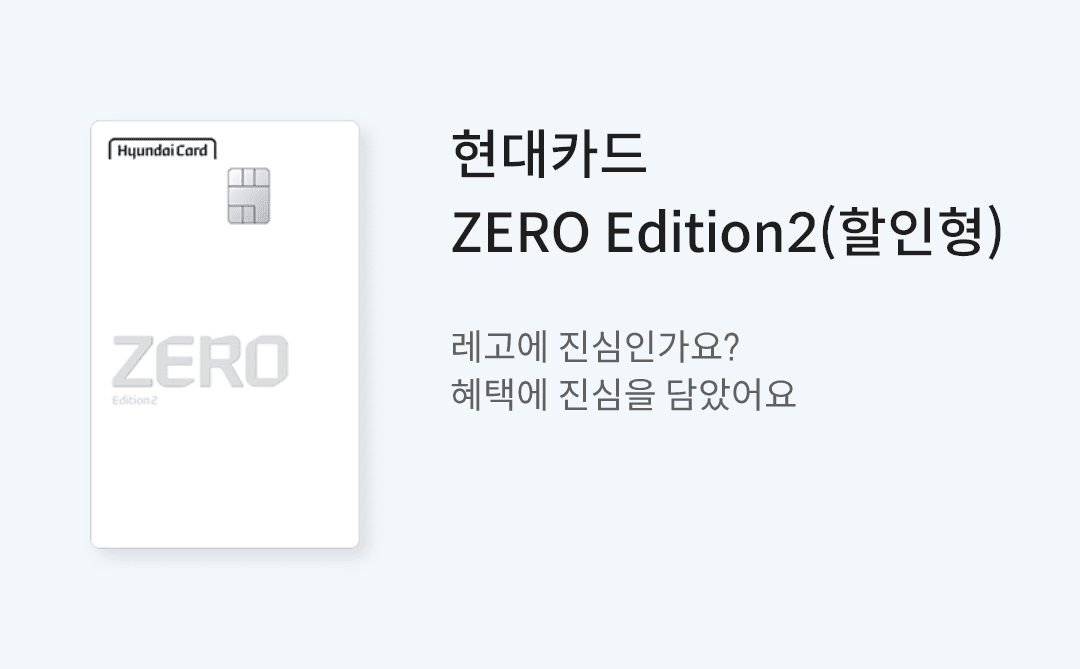 Hyundai Card
ZERO
Edition2
현대카드
ZERO Edition2(할인형)
레고에 진심인가요?
혜택에 진심을 담았어요